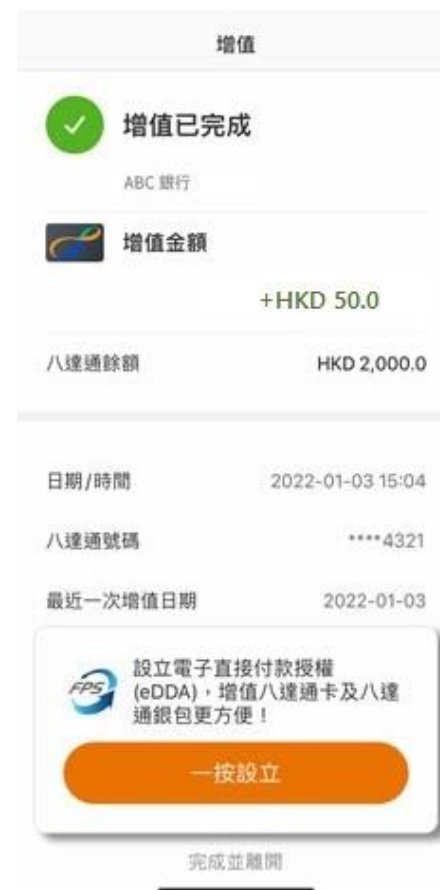 增值
增值已完成
ABC 銀行
增值金額
+HKD 50.0
八達通餘額 HKD 2,000.0
日期/時間 2022-01-03 15:04
八達通號碼 ****4321
最近一次增值日期 2022-01-03
FPS
設立電子直接付款授權
(eDDA)，增值八達通卡及八達
通銀包更方便！
一按設立
完成並離開